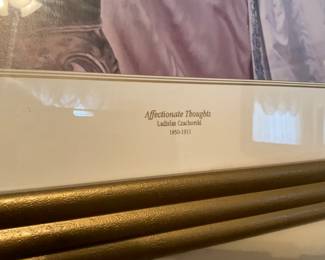 Affectionate Thoughts
Ladislas Czachorski
1850-1911